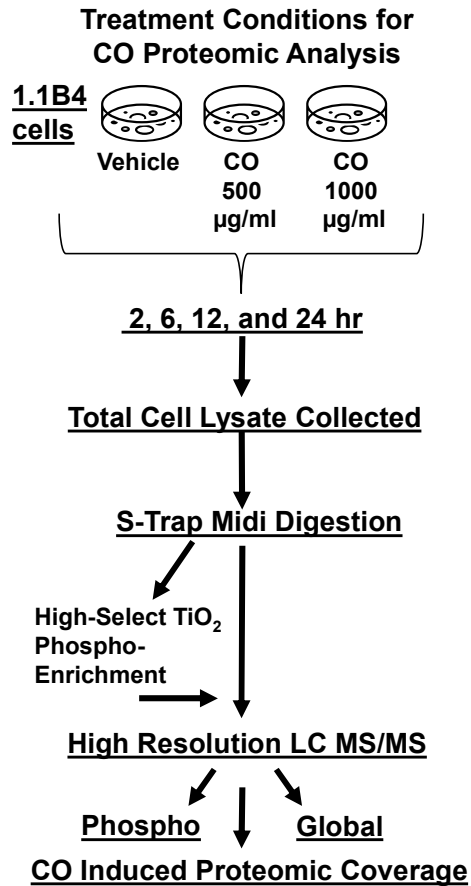 Treatment Conditions for
CO Proteomic Analysis
1.1B4
cells
Vehicle
CO
500
µg/ml
CO
1000
µg/ml
2, 6, 12, and 24 hr
Total Cell Lysate Collected
S-Trap Midi Digestion
High-Select TiO₂
Phospho-
Enrichment
High Resolution LC MS/MS
Phospho
Global
CO Induced Proteomic Coverage